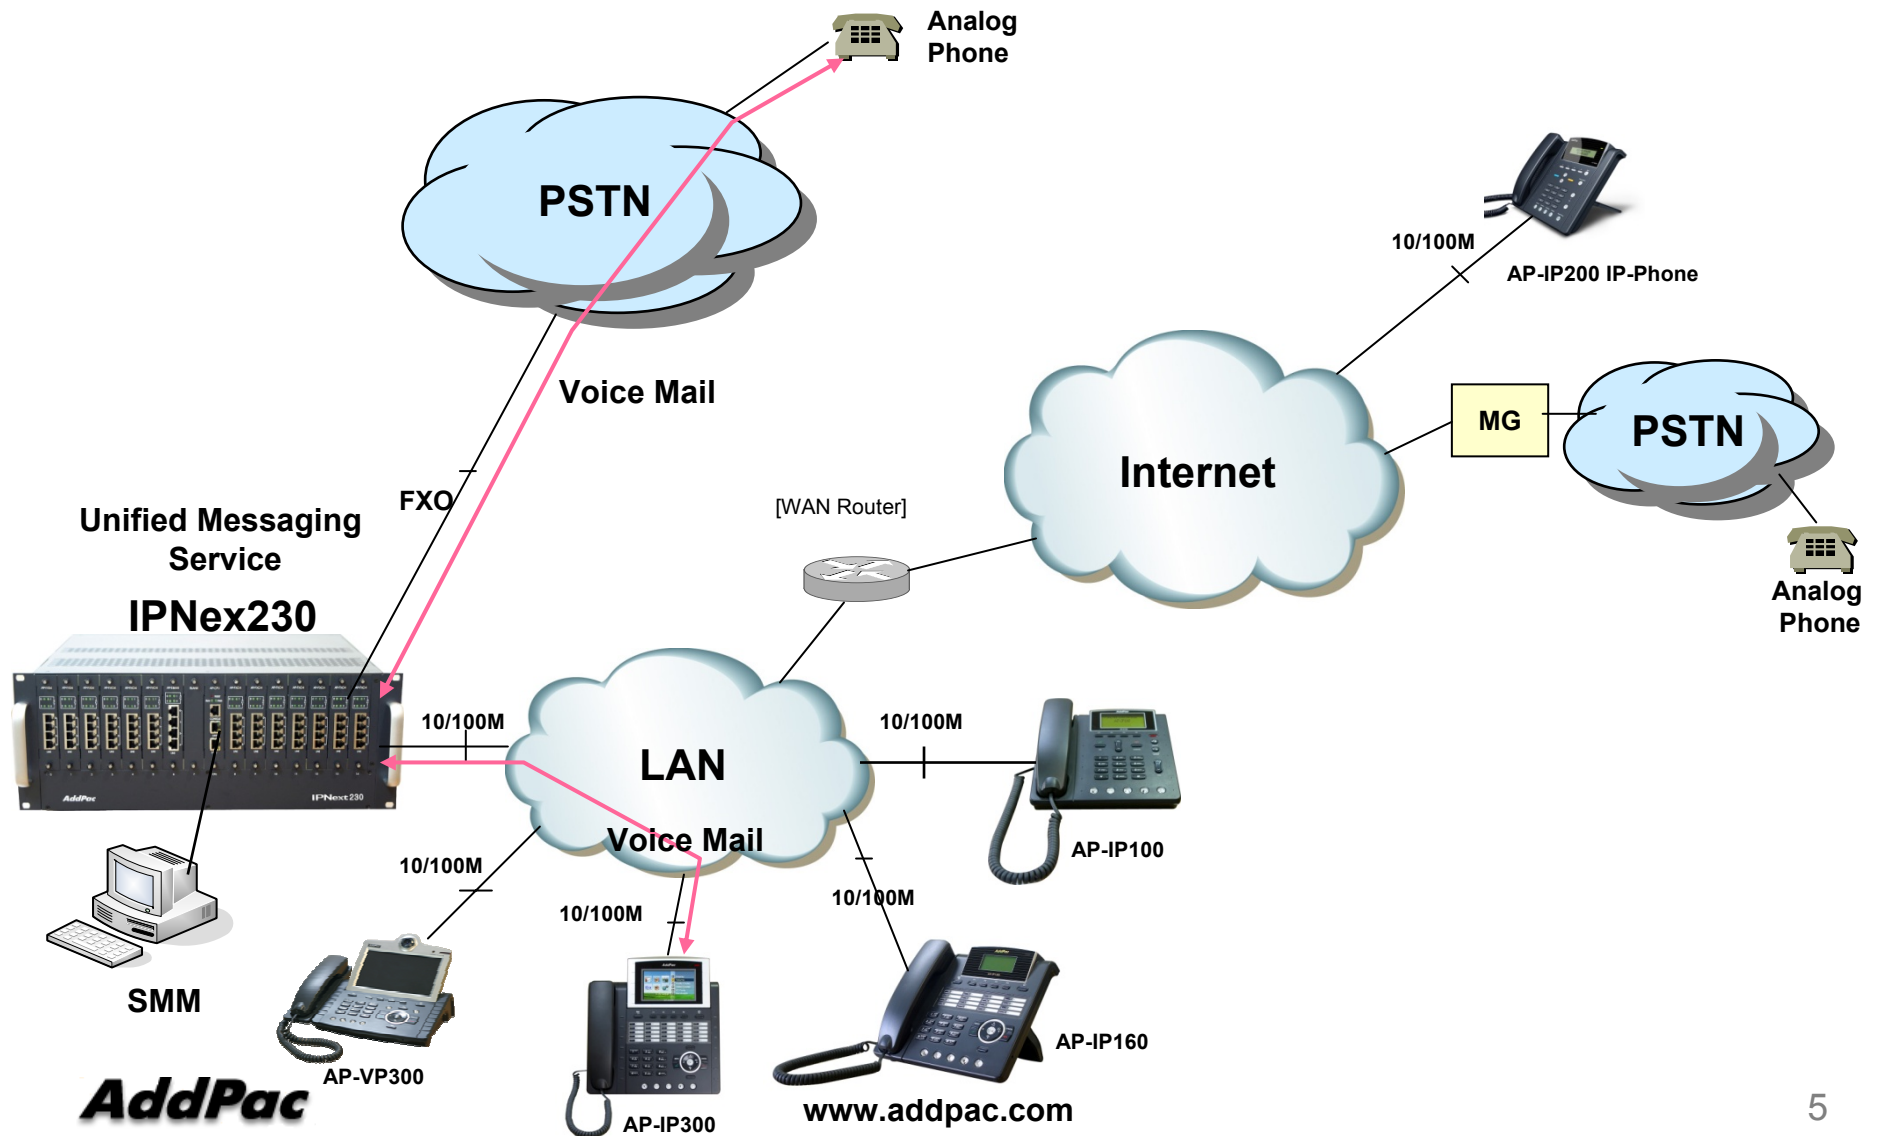 Analog
Phone
PSTN
10/100M
AP-IP200 IP-Phone
Voice Mail
MG
PSTN
Internet
FXO
[WAN Router]
Unified Messaging
Service
IPNex230
Analog
Phone
10/100M
10/100M
LAN
AddPac
IPNext230
Voice Mail
AP-IP100
10/100M
10/100M
10/100M
SMM
AP-VP300
AP-IP160
AddPac
AP-IP300
www.addpac.com
5